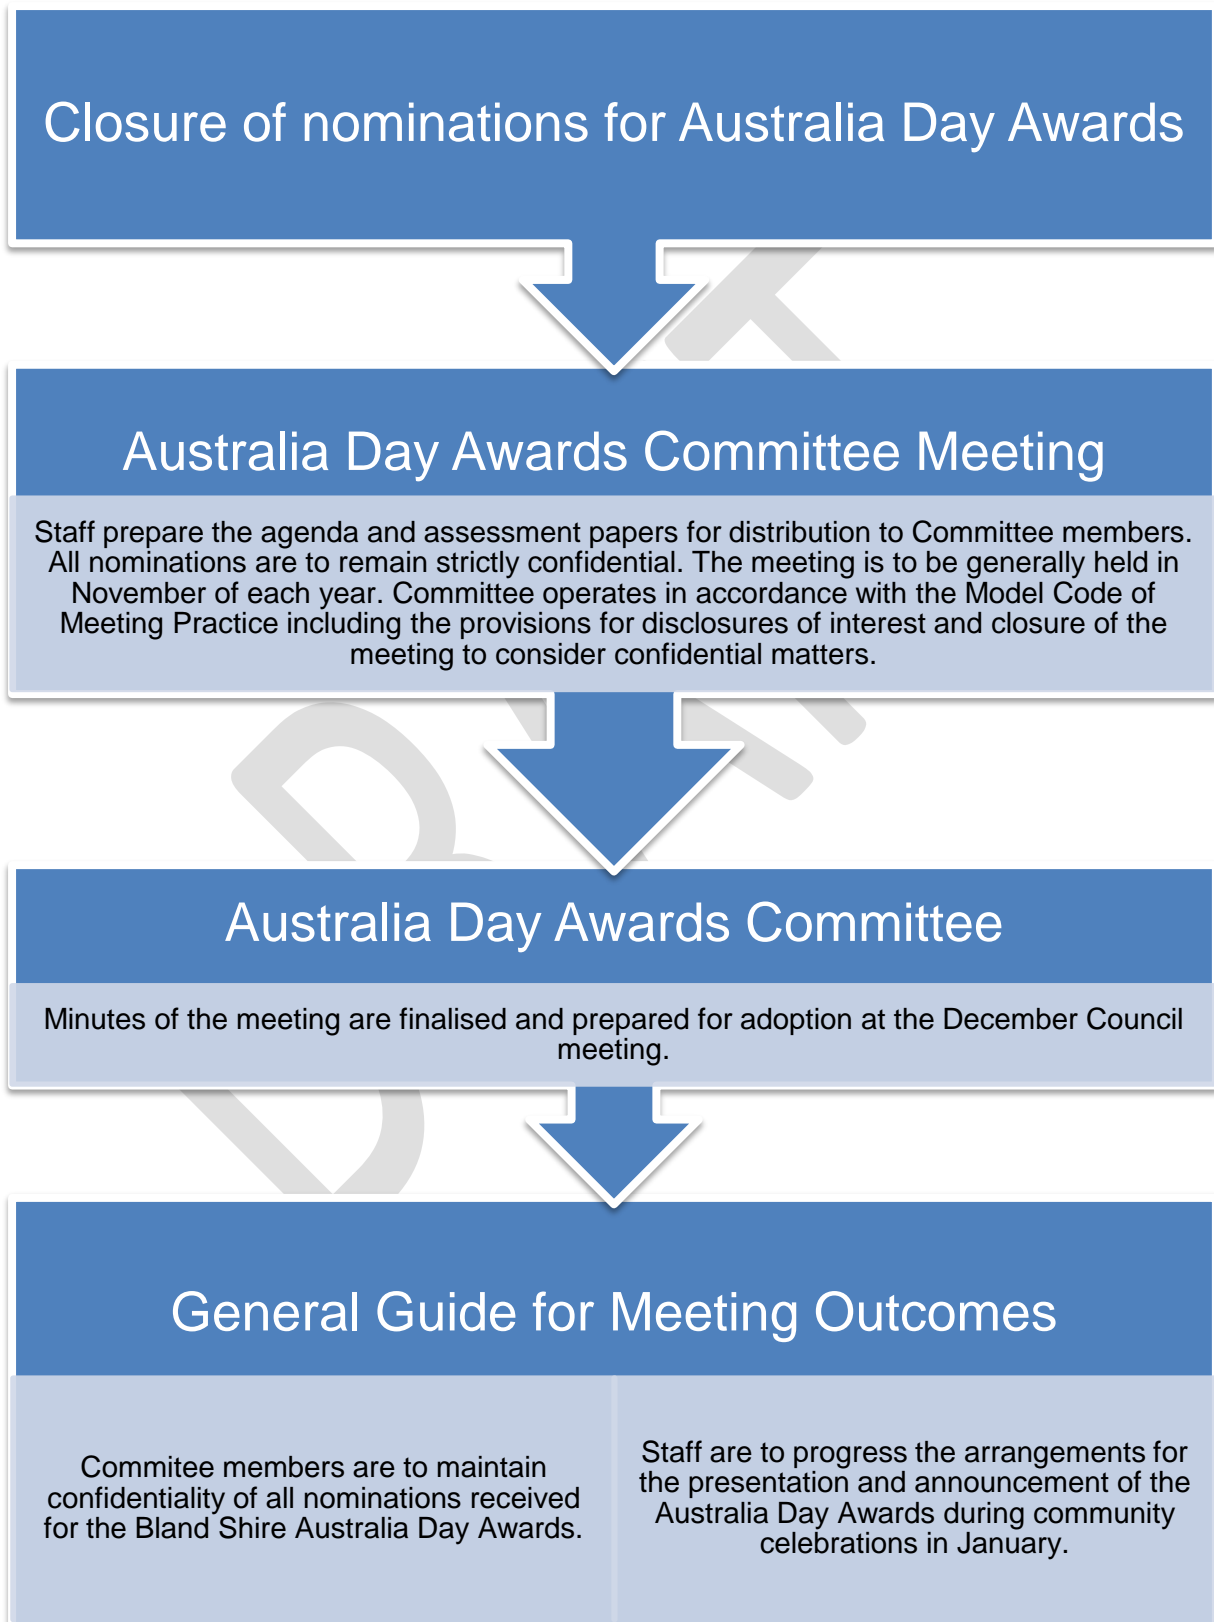 Closure of nominations for Australia Day Awards
Australia Day Awards Committee Meeting
Staff prepare the agenda and assessment papers for distribution to Committee members.
All nominations are to remain strictly confidential. The meeting is to be generally held in
November of each year. Committee operates in accordance with the Model Code of
Meeting Practice including the provisions for disclosures of interest and closure of the
meeting to consider confidential matters.
Australia Day Awards Committee
Minutes of the meeting are finalised and prepared for adoption at the December Council
meeting.
General Guide for Meeting Outcomes
Commitee members are to maintain
confidentiality of all nominations received
for the Bland Shire Australia Day Awards.
Staff are to progress the arrangements for
the presentation and announcement of the
Australia Day Awards during community
celebrations in January.